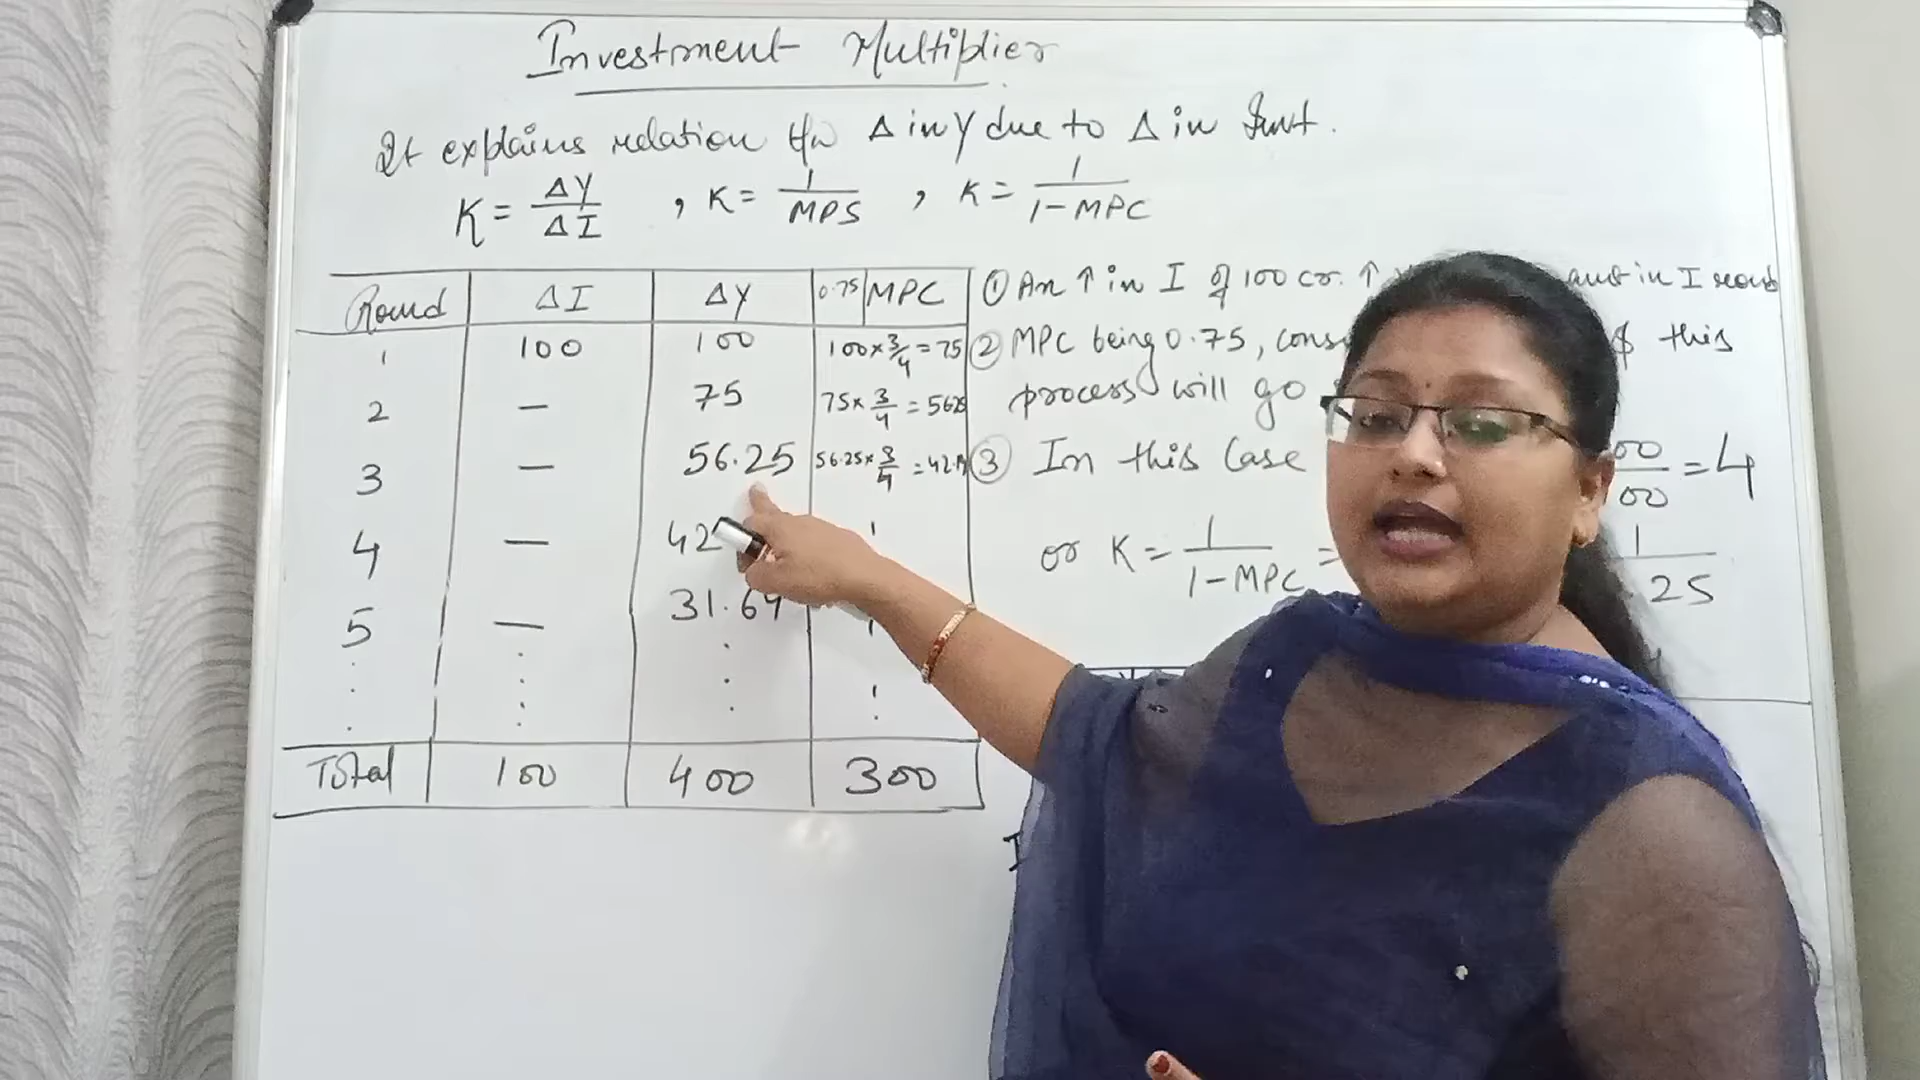 Investment Multiplier
It explains relation b/w Δ in Y due to Δ in Invt.
K = ΔY/ΔI , K = 1/MPS , K = 1/1-MPC
Round ΔI ΔY 0.75 MPC
1 100 100 100 × 3/4 = 75
2 — 75 75 × 3/4 = 5625
3 — 56.25 56.25 × 3/4 =
4 — 42
5 — 31.64
Total 100 400 300
① An ↑ in I of 100 cr. ↑ in I round
② MPC being 0.75, this
process will go
③ In this Case = 4
or K = 1/1-MPC = 1 25